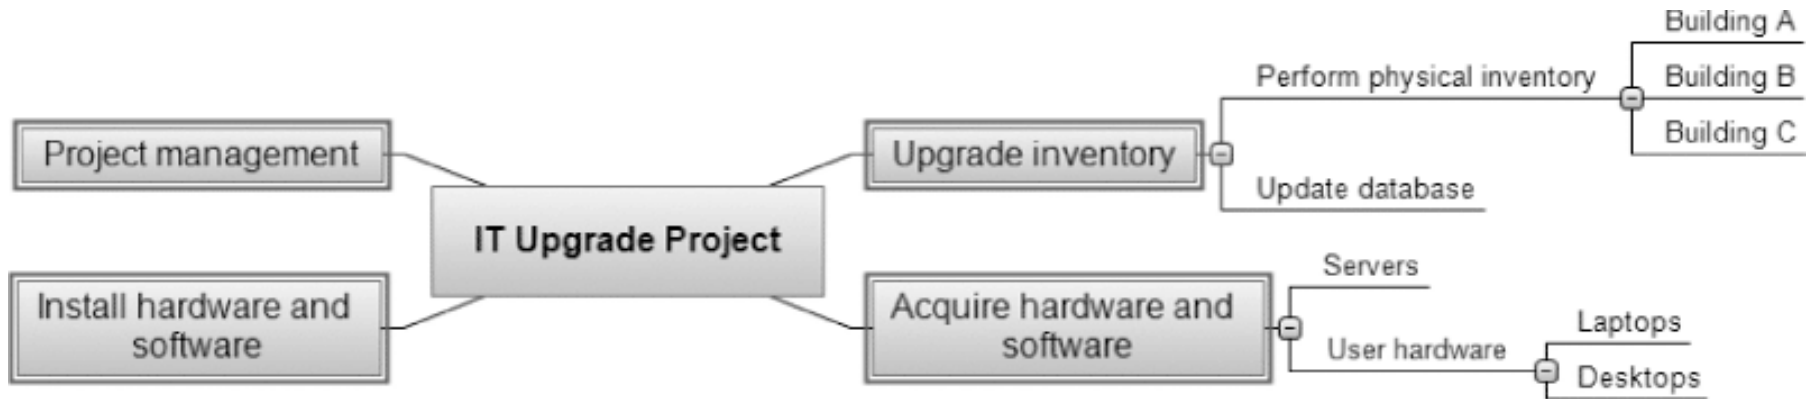 Building A
Perform physical inventory
Building B
Project management
Upgrade inventory
Building C
Update database
IT Upgrade Project
Servers
Install hardware and
software
Acquire hardware and
software
Laptops
User hardware
Desktops